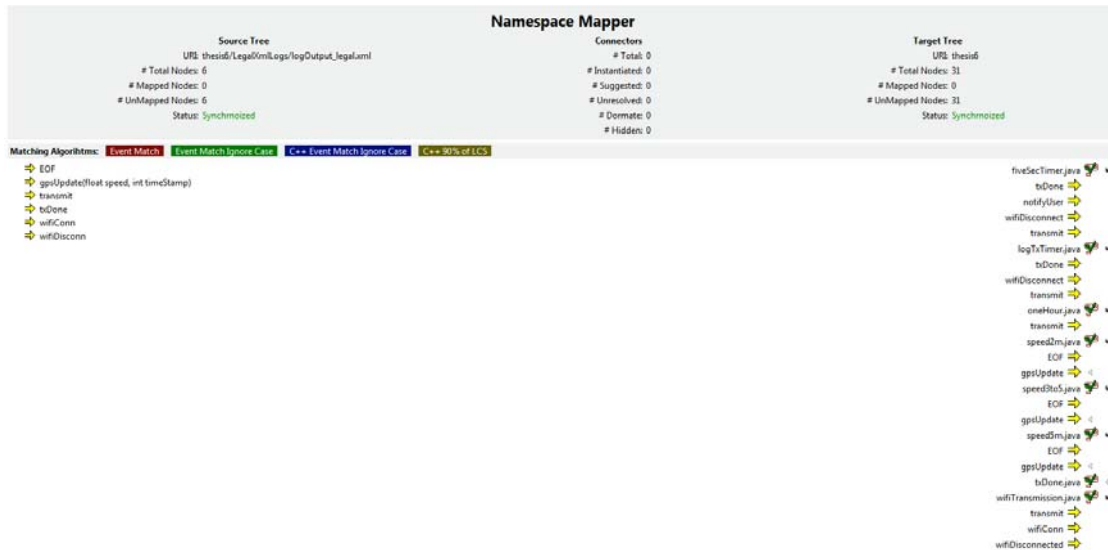 Namespace Mapper
Source Tree
URI: thesis6/LegalXmlLogs/logOutput_legal.xml
# Total Nodes: 6
# Mapped Nodes: 0
# UnMapped Nodes: 6
Status: Synchrnoized
Connectors
# Total: 0
# Instantiated: 0
# Suggested: 0
# Unresolved: 0
# Dormate: 0
# Hidden: 0
Target Tree
URI: thesis6
# Total Nodes: 31
# Mapped Nodes: 0
# UnMapped Nodes: 31
Status: Synchrnoized
Matching Algorihtms: Event Match Event Match Ignore Case C++ Event Match Ignore Case C++ 90% of LCS
EOF
gpsUpdate(float speed, int timeStamp)
transmit
txDone
wifiConn
wifiDisconn
fiveSecTimer.java
txDone
notifyUser
wifiDisconnect
transmit
logTxTimer.java
txDone
wifiDisconnect
transmit
oneHour.java
transmit
speed2m.java
EOF
gpsUpdate
speed3to5.java
EOF
gpsUpdate
speed5m.java
EOF
gpsUpdate
txDone.java
wifiTransmission.java
transmit
wifiConn
wifiDisconnected